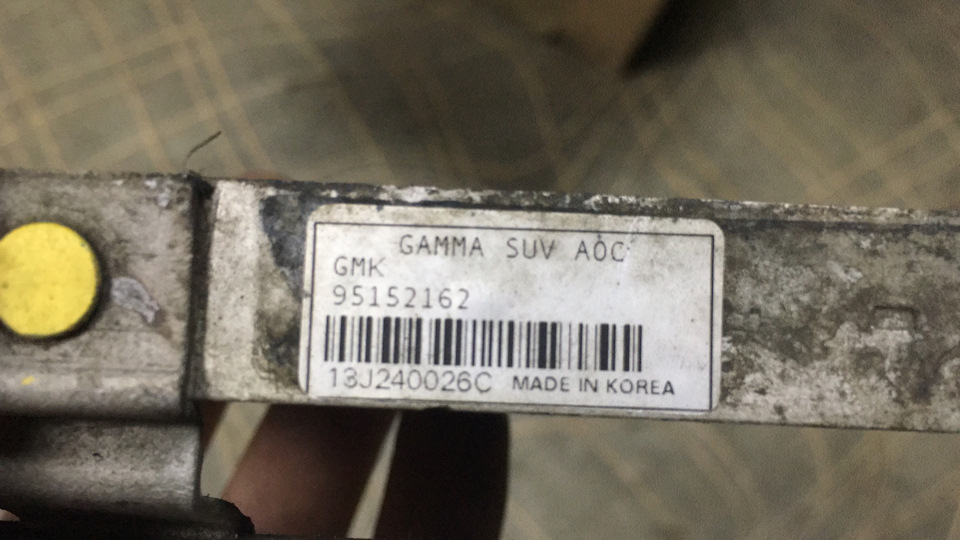 GAMMA SUV AOC
GMK
95152162
13J240026C MADE IN KOREA